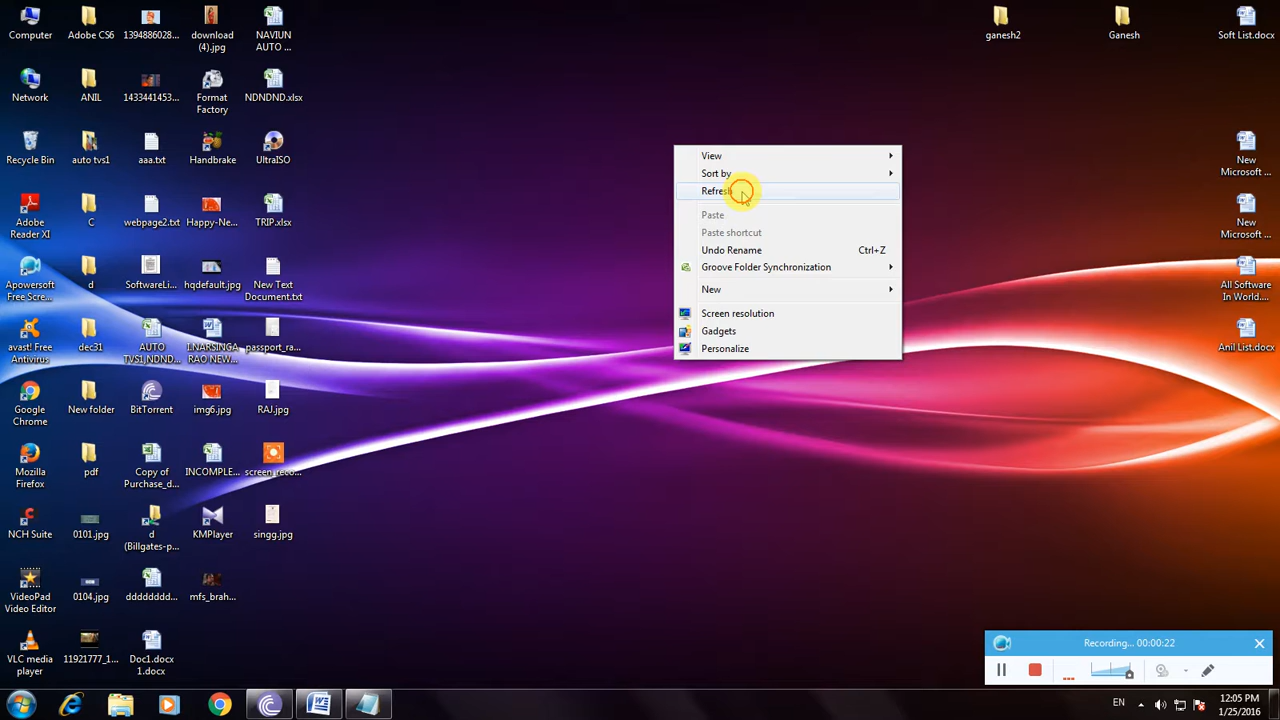 Computer
Adobe CS6
1394886028...
download
(4).jpg
NAVIUN
AUTO ...
ganesh2
Ganesh
Soft List.docx
Network
ANIL
1433441453...
Format
Factory
NDNDND.xlsx
Recycle Bin
auto tvs1
aaa.txt
Handbrake
UltraISO
New
Microsoft ...
Adobe
Reader XI
C
webpage2.txt
Happy-Ne...
TRIP.xlsx
New
Microsoft ...
Apowersoft
Free Scre...
d
SoftwareLi...
hqdefault.jpg
New Text
Document.txt
All Software
In World....
avast! Free
Antivirus
dec31
AUTO
TVS1,NDND...
1.NARSINGA
RAO NEW...
passport_ra...
Anil List.docx
Google
Chrome
New folder
BitTorrent
img6.jpg
RAJ.jpg
Mozilla
Firefox
pdf
Copy of
Purchase_d...
INCOMPLE...
screen_reco...
NCH Suite
0101.jpg
d
(Billgates-p...
KMPlayer
singg.jpg
VideoPad
Video Editor
0104.jpg
dddddddd...
mfs_brah...
VLC media
player
11921777_1...
Doc1.docx
1.docx
View
Sort by
Refresh
Paste
Paste shortcut
Undo Rename Ctrl+Z
Groove Folder Synchronization
New
Screen resolution
Gadgets
Personalize
Recording... 00:00:22
EN
12:05 PM
1/25/2016